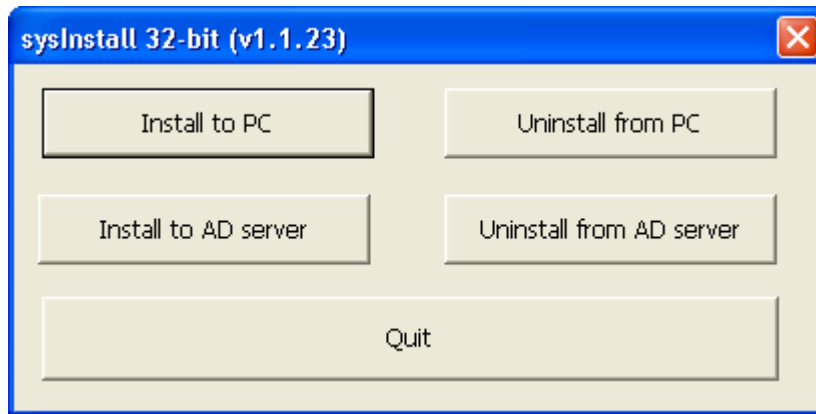 sysInstall 32-bit (v1.1.23)
Install to PC
Uninstall from PC
Install to AD server
Uninstall from AD server
Quit